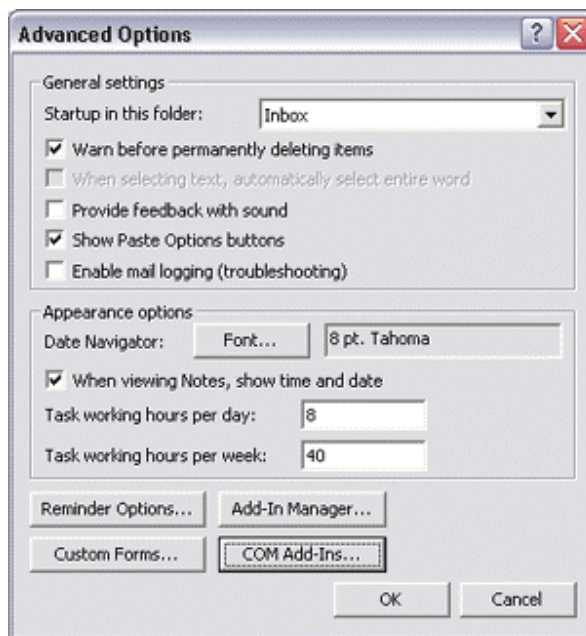 Advanced Options
General settings
Startup in this folder: Inbox
Warn before permanently deleting items
When selecting text, automatically select entire word
Provide feedback with sound
Show Paste Options buttons
Enable mail logging (troubleshooting)
Appearance options
Date Navigator: Font... 8 pt. Tahoma
When viewing Notes, show time and date
Task working hours per day: 8
Task working hours per week: 40
Reminder Options... Add-In Manager...
Custom Forms... COM Add-Ins...
OK Cancel